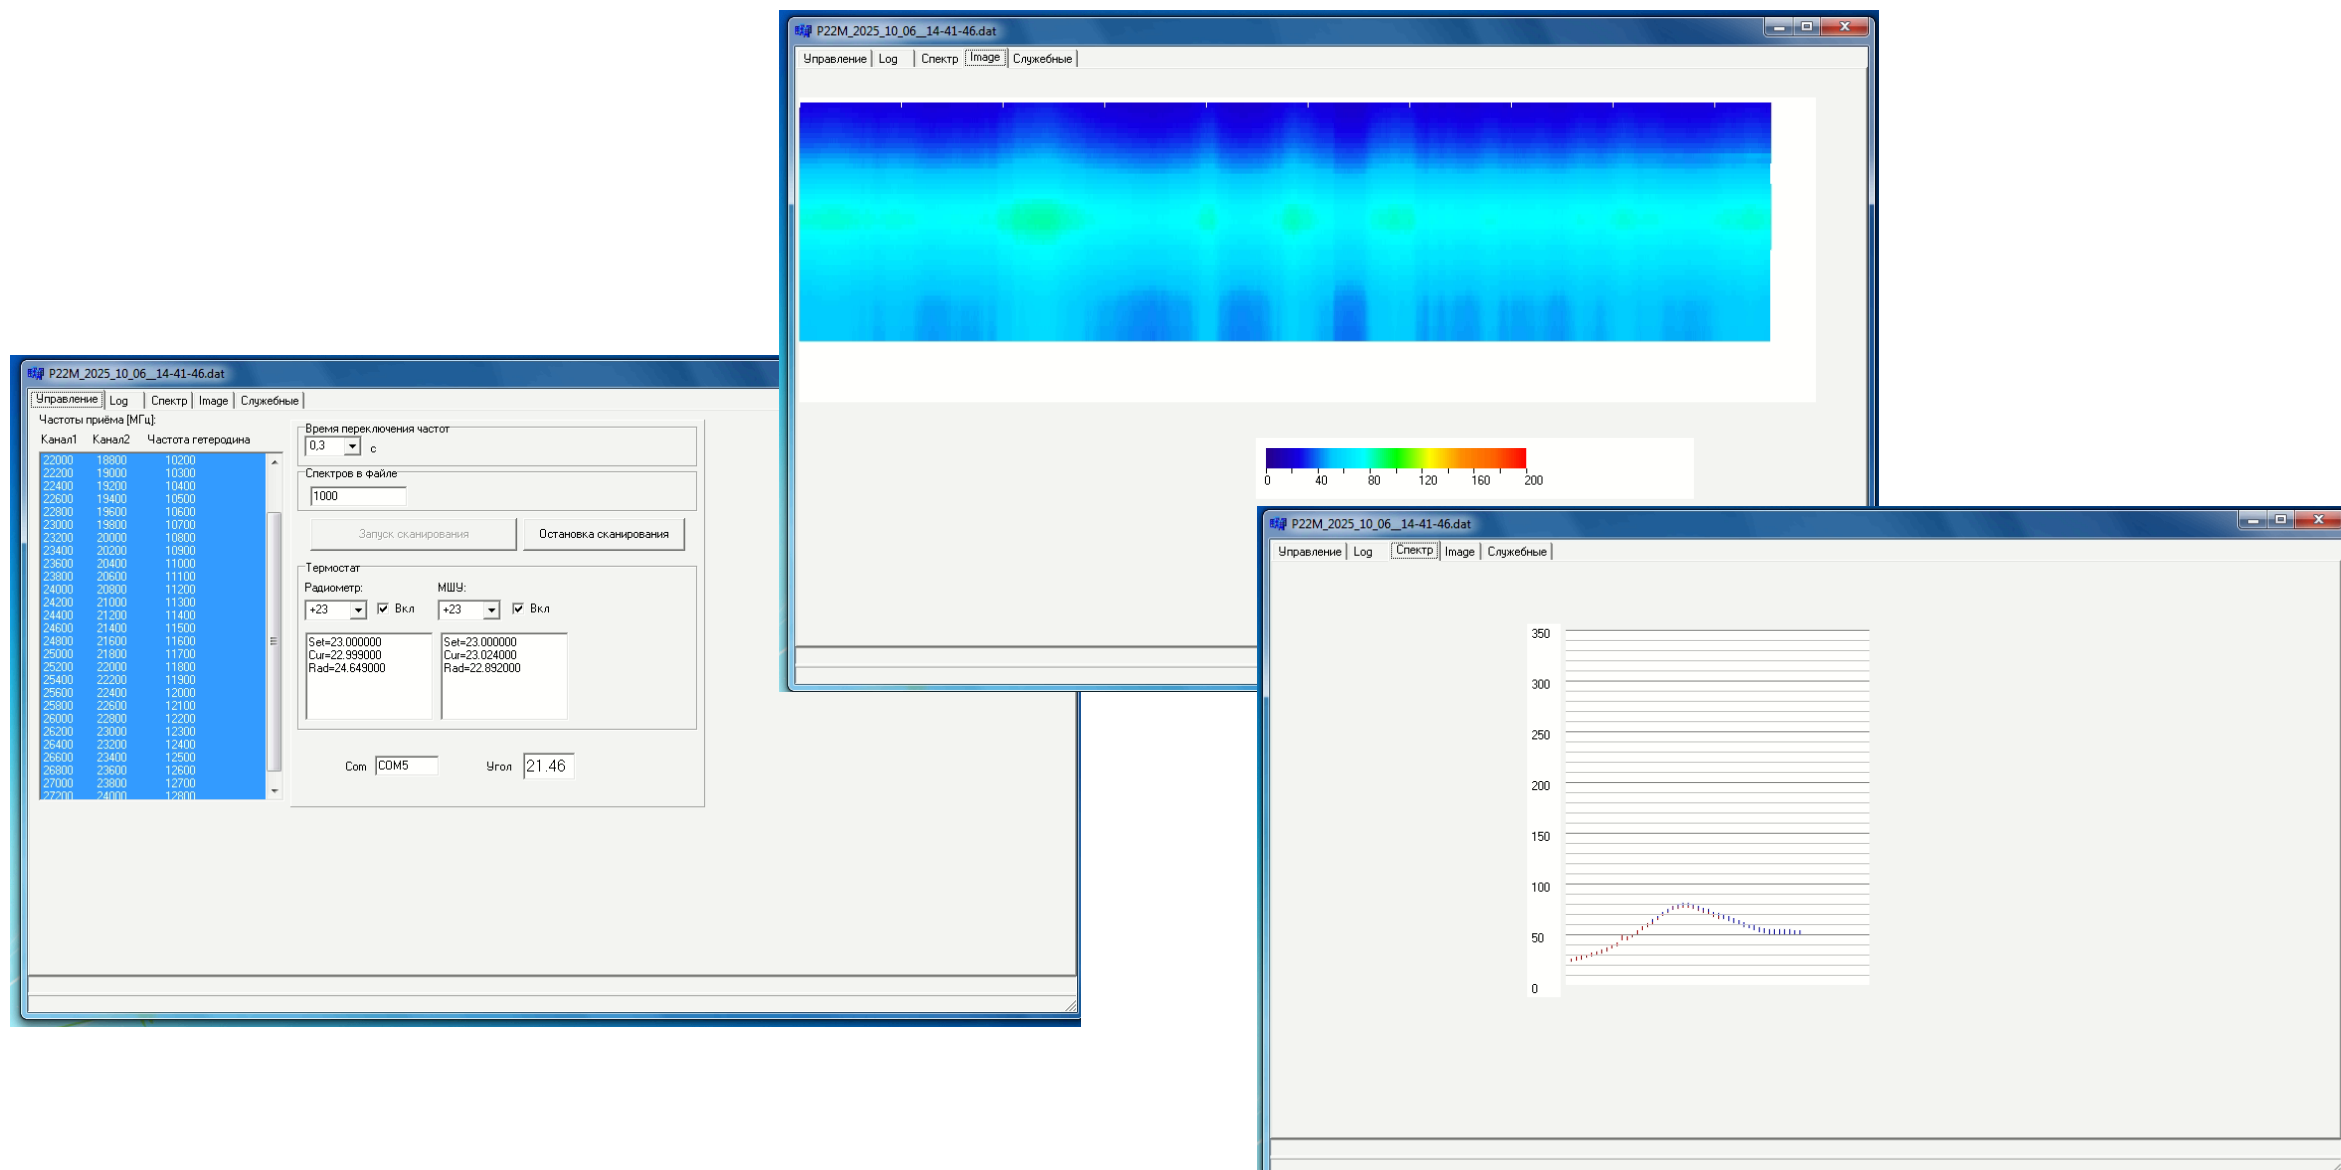 P22M_2025_10_06__14-41-46.dat
Управление Log Спектр Image Служебные
0 40 80 120 160 200
P22M_2025_10_06__14-41-46.dat
Управление Log Спектр Image Служебные
Частоты приёма [МГц]:
Канал1 Канал2 Частота гетеродина
22000 18800 10200
22200 19000 10300
22400 19200 10400
22600 19400 10500
22800 19600 10600
23000 19800 10700
23200 20000 10800
23400 20200 10900
23600 20400 11000
23800 20600 11100
24000 20800 11200
24200 21000 11300
24400 21200 11400
24600 21400 11500
24800 21600 11600
25000 21800 11700
25200 22000 11800
25400 22200 11900
25600 22400 12000
25800 22600 12100
26000 22800 12200
26200 23000 12300
26400 23200 12400
26600 23400 12500
26800 23600 12600
27000 23800 12700
27200 24000 12800
Время переключения частот
0,3 с
Спектров в файле
1000
Запуск сканирования Остановка сканирования
Термостат
Радиометр: МШУ:
+23 Вкл +23 Вкл
Set=23.000000 Set=23.000000
Cur=22.999000 Cur=23.024000
Rad=24.649000 Rad=22.892000
Com COM5 Угол 21.46
P22M_2025_10_06__14-41-46.dat
Управление Log Спектр Image Служебные
350
300
250
200
150
100
50
0